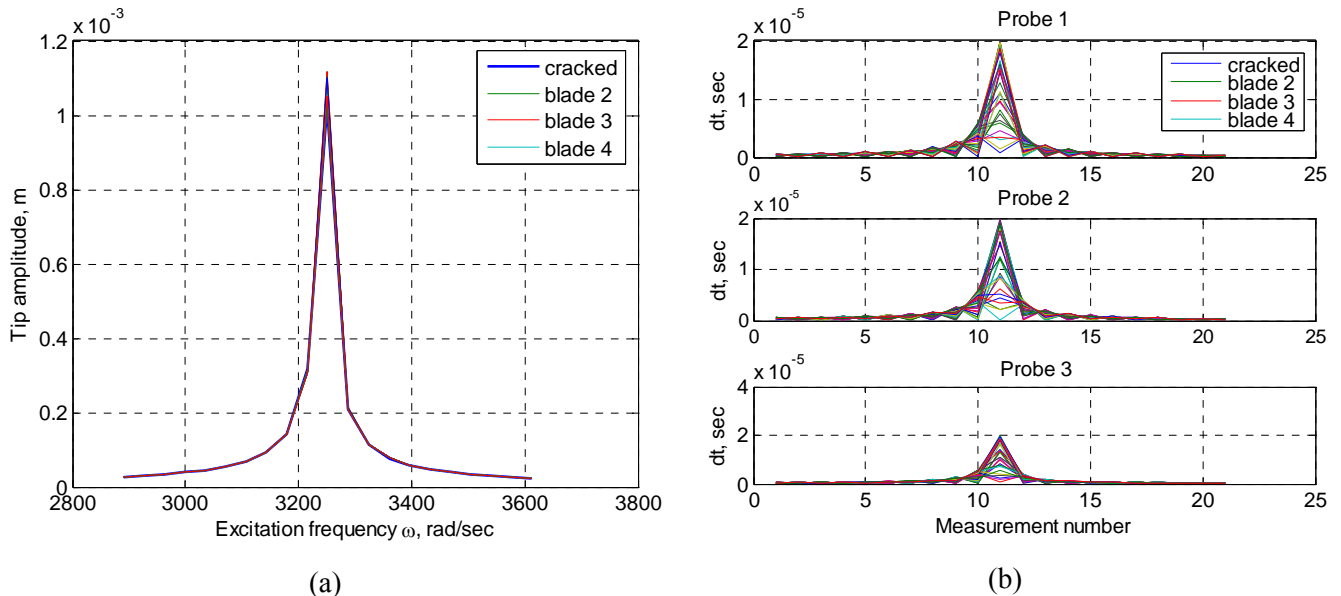 x 10-3
1.2
1
0.8
0.6
0.4
0.2
0
2800 3000 3200 3400 3600 3800
Tip amplitude, m
Excitation frequency ω, rad/sec
cracked
blade 2
blade 3
blade 4
(a)
Probe 1
x 10-5
2
1
0
0 5 10 15 20 25
dt, sec
cracked
blade 2
blade 3
blade 4
Probe 2
x 10-5
2
1
0
0 5 10 15 20 25
dt, sec
Probe 3
x 10-5
4
2
0
0 5 10 15 20 25
dt, sec
Measurement number
(b)